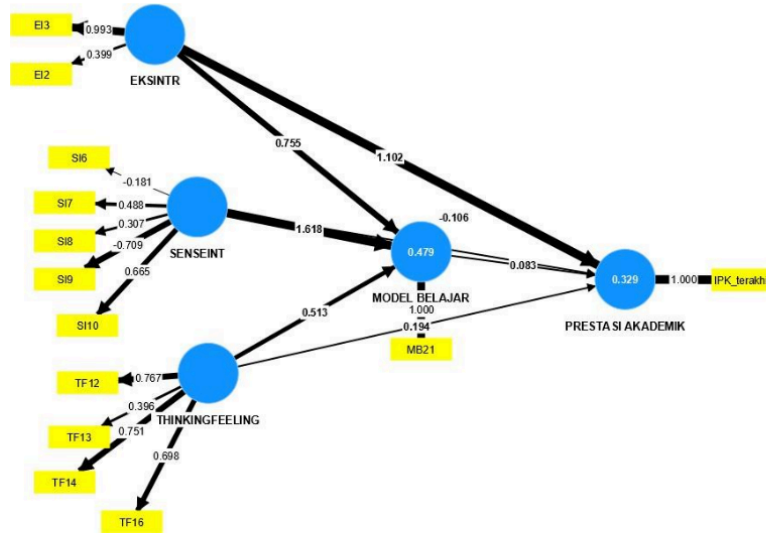 EI3
0.993
0.399
EI2
EKSINTR
0.755
1.102
SI6
-0.181
SI7
0.488
SI8
0.307
SI9
-0.709
0.665
SI10
SENSEINT
1.618
-0.106
0.479
0.083
MODEL BELAJAR
0.329
1.000
IPK_terakh
PRESTASI AKADEMIK
0.513
1.000
0.194
MB21
TF12
0.767
TF13
0.396
0.751
TF14
0.698
TF16
THINKINGFEELING